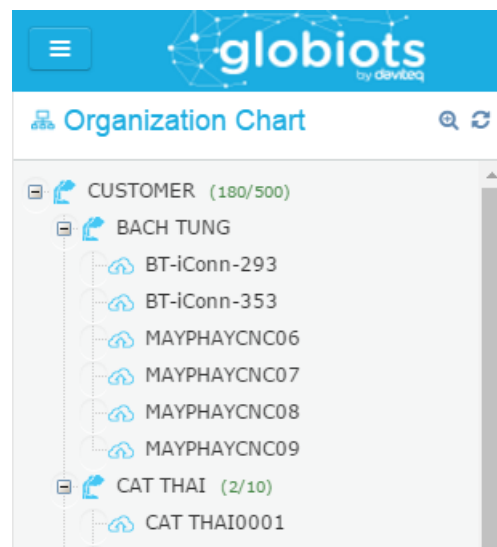 globiots
by daviteq
Organization Chart
CUSTOMER (180/500)
BACH TUNG
BT-iConn-293
BT-iConn-353
MAYPHAYCNC06
MAYPHAYCNC07
MAYPHAYCNC08
MAYPHAYCNC09
CAT THAI (2/10)
CAT THAI0001